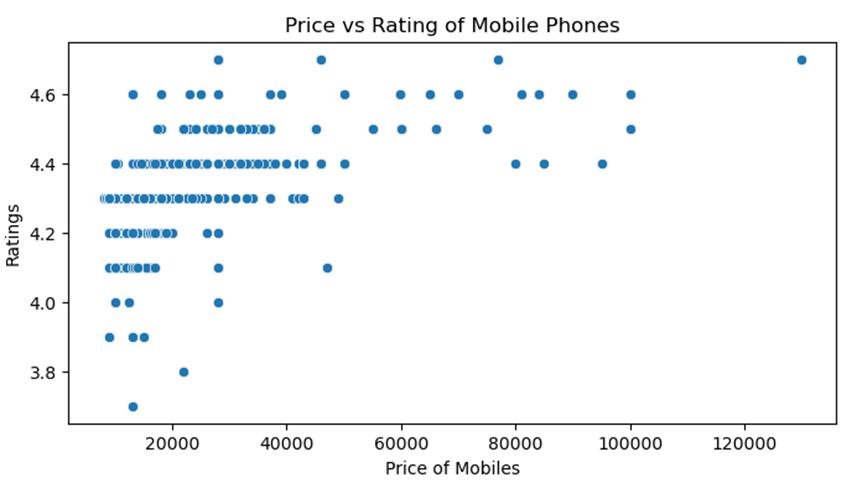 Price vs Rating of Mobile Phones
Ratings
4.6
4.4
4.2
4.0
3.8
20000 40000 60000 80000 100000 120000
Price of Mobiles